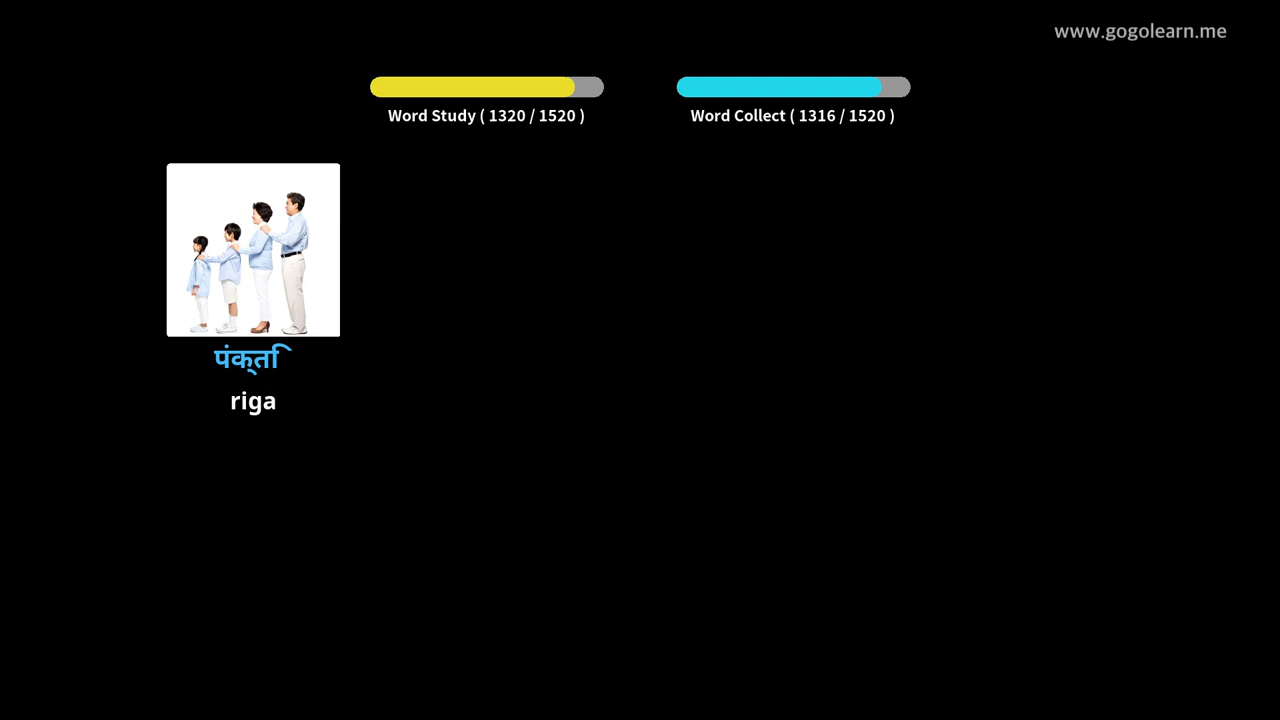 www.gogolearn.me
Word Study ( 1320 / 1520 )
Word Collect ( 1316 / 1520 )
पंक्ति
riga